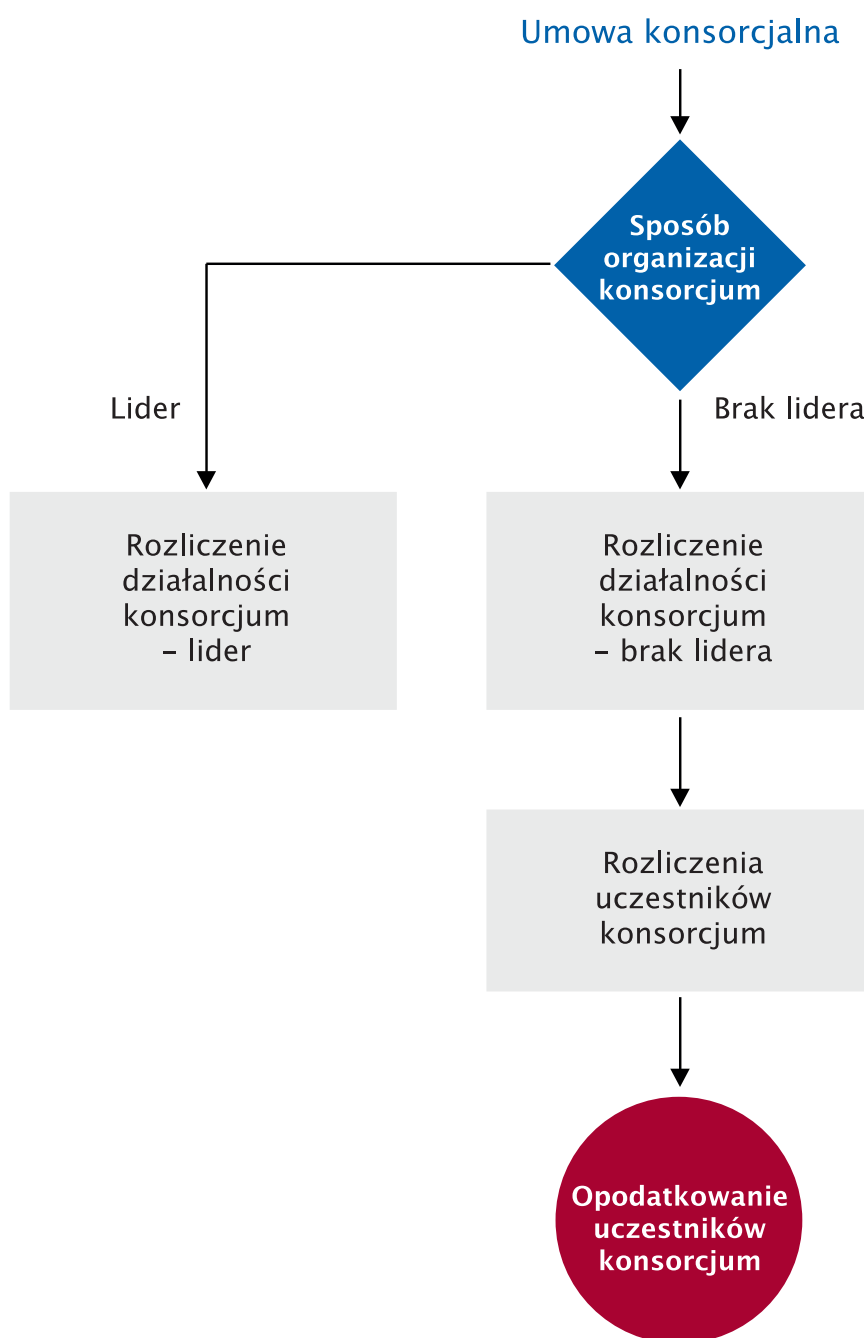 Umowa konsorcjalna
Sposób
organizacji
konsorcjum
Lider
Brak lidera
Rozliczenie
działalności
konsorcjum
– lider
Rozliczenie
działalności
konsorcjum
– brak lidera
Rozliczenia
uczestników
konsorcjum
Opodatkowanie
uczestników
konsorcjum